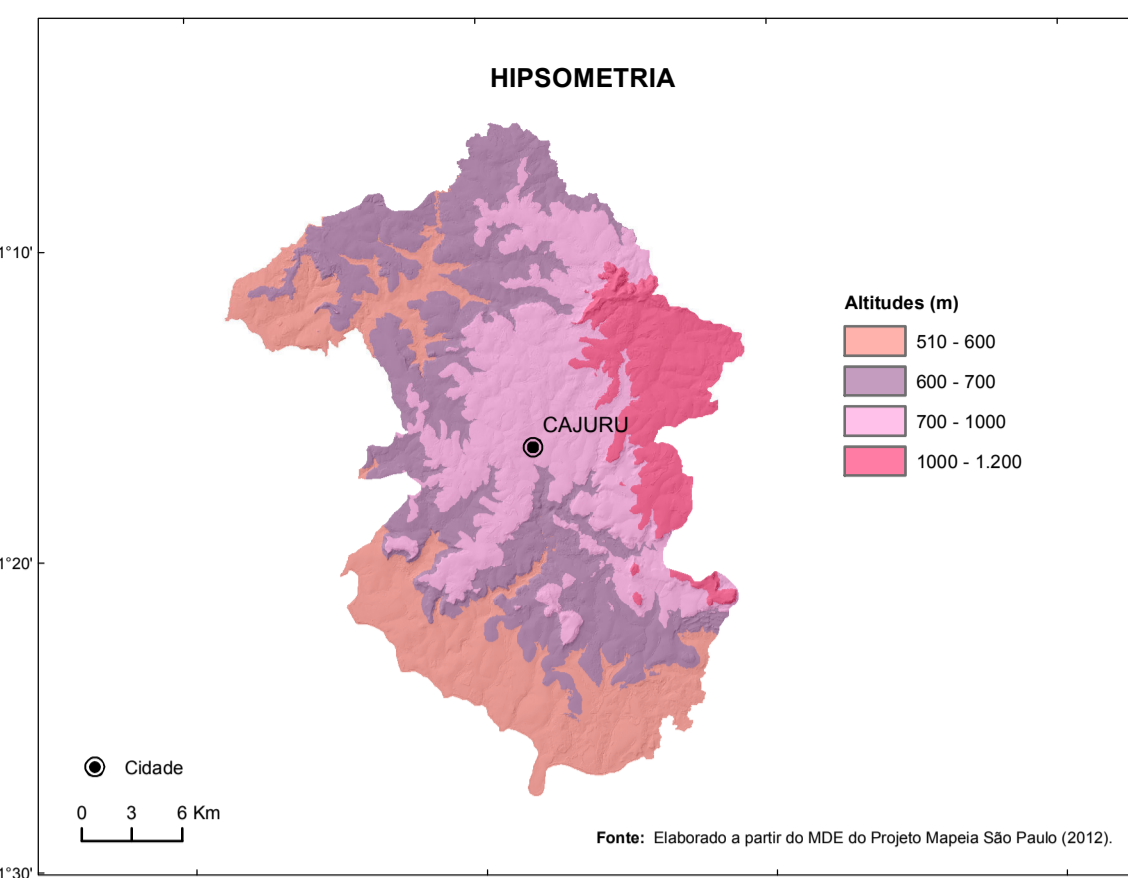 HIPSOMETRIA
1°10'
CAJURU
Altitudes (m)
510 - 600
600 - 700
700 - 1000
1000 - 1.200
1°20'
Cidade
0 3 6 Km
Fonte: Elaborado a partir do MDE do Projeto Mapeia São Paulo (2012).
1°30'